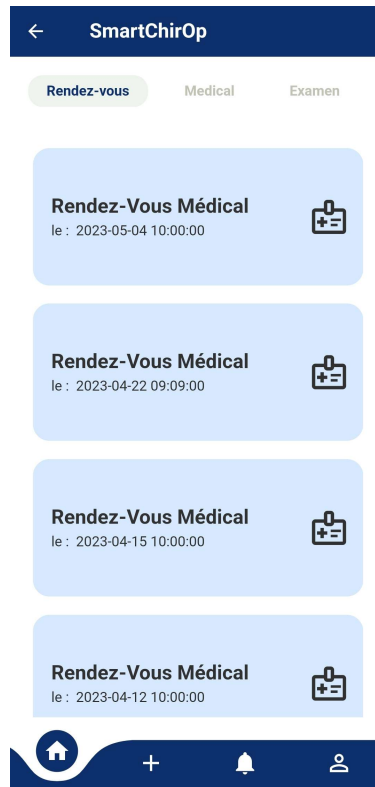 SmartChirOp
Rendez-vous Medical Examen
Rendez-Vous Médical
le : 2023-05-04 10:00:00
Rendez-Vous Médical
le : 2023-04-22 09:09:00
Rendez-Vous Médical
le : 2023-04-15 10:00:00
Rendez-Vous Médical
le : 2023-04-12 10:00:00